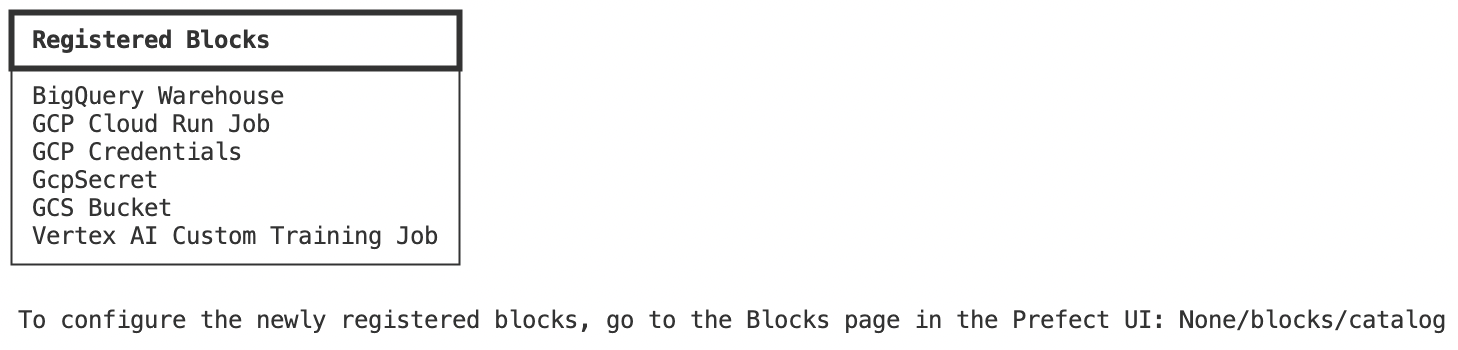 Registered Blocks
BigQuery Warehouse
GCP Cloud Run Job
GCP Credentials
GcpSecret
GCS Bucket
Vertex AI Custom Training Job
To configure the newly registered blocks, go to the Blocks page in the Prefect UI: None/blocks/catalog